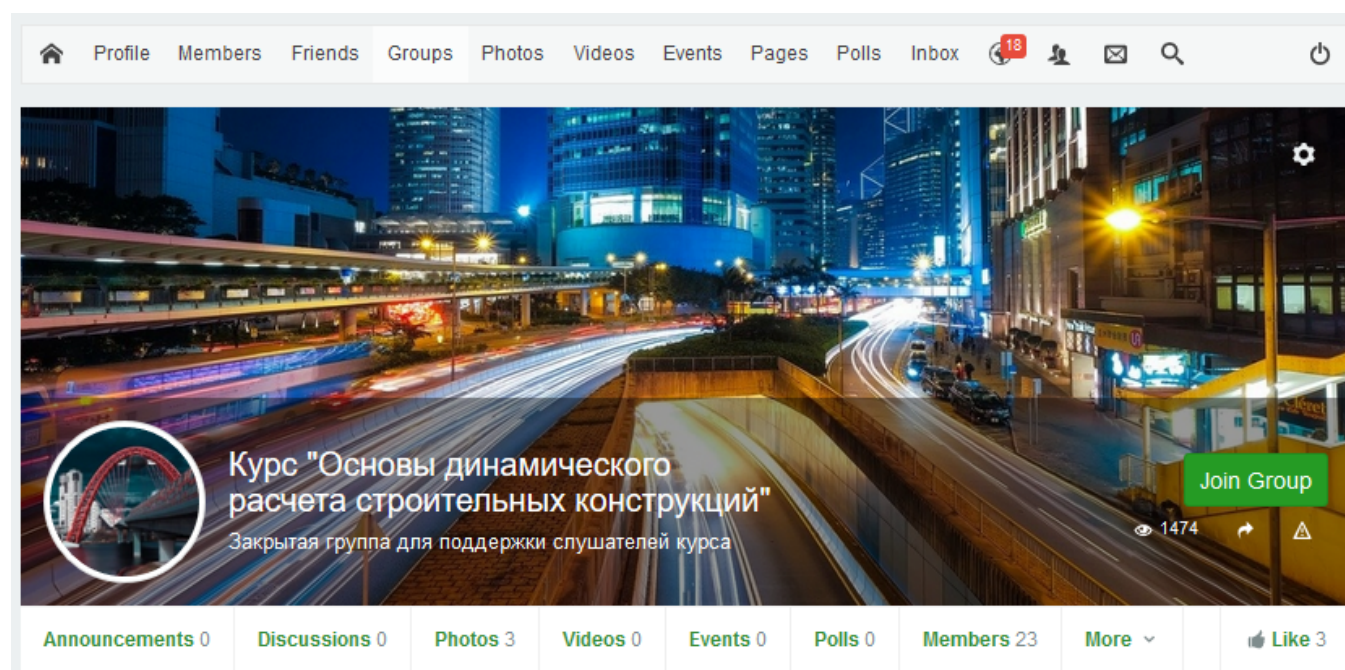 Profile Members Friends Groups Photos Videos Events Pages Polls Inbox 18
Курс "Основы динамического
расчета строительных конструкций"
Закрытая группа для поддержки слушателей курса
Join Group
1474
Announcements 0 Discussions 0 Photos 3 Videos 0 Events 0 Polls 0 Members 23 More Like 3